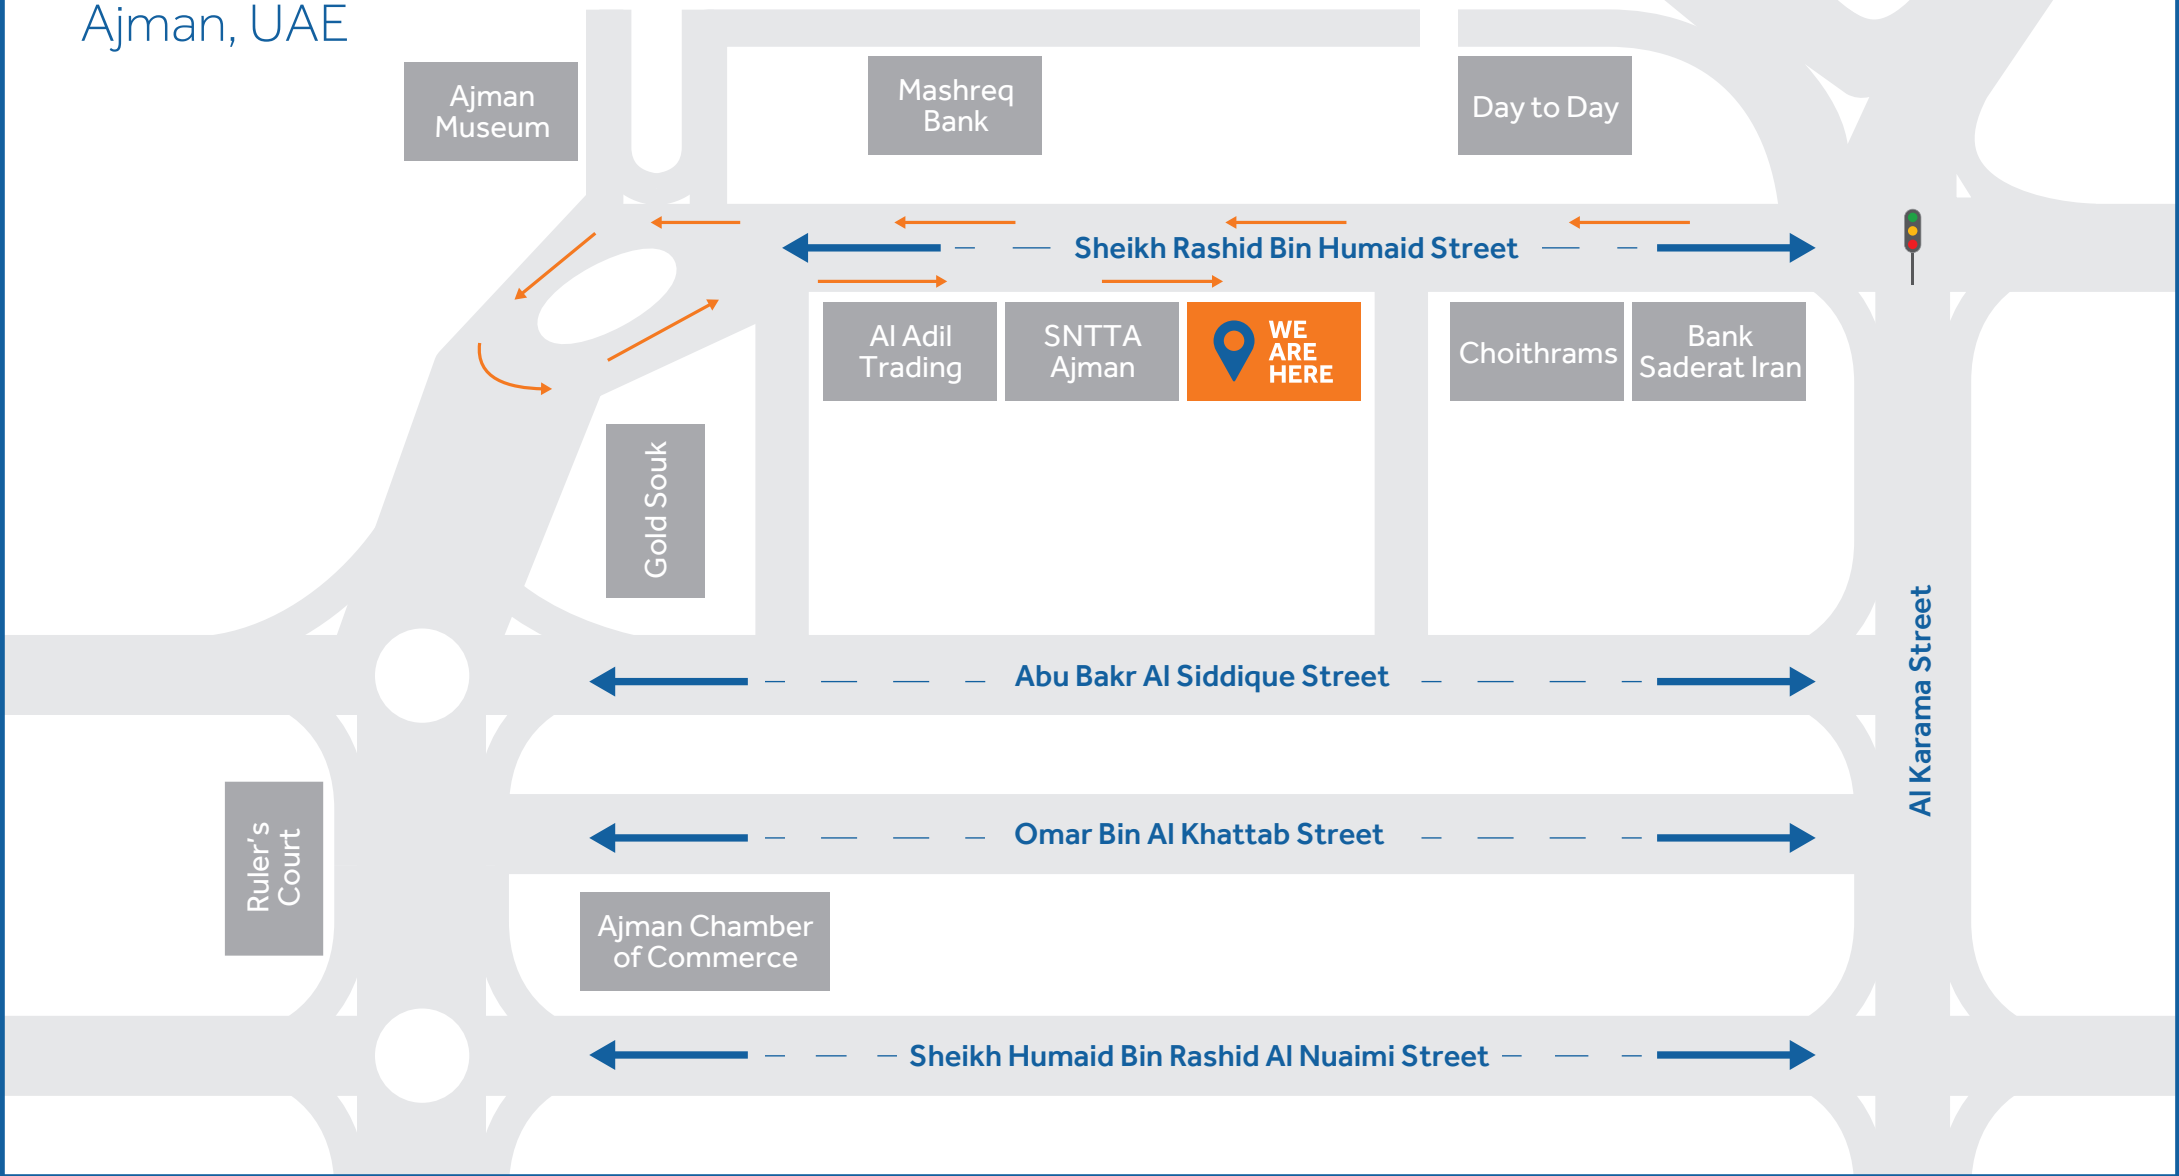 Ajman, UAE
Ajman
Museum
Mashreq
Bank
Day to Day
Sheikh Rashid Bin Humaid Street
Al Adil
Trading
SNTTA
Ajman
WE
ARE
HERE
Choithrams
Bank
Saderat Iran
Gold Souk
Abu Bakr Al Siddique Street
Al Karama Street
Omar Bin Al Khattab Street
Ruler's
Court
Ajman Chamber
of Commerce
Sheikh Humaid Bin Rashid Al Nuaimi Street